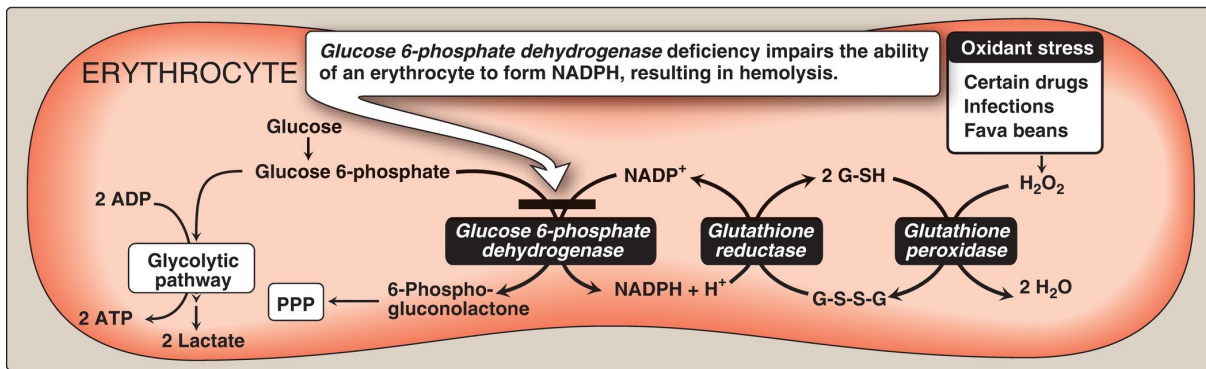 Glucose 6-phosphate dehydrogenase deficiency impairs the ability
of an erythrocyte to form NADPH, resulting in hemolysis.
Oxidant stress
Certain drugs
Infections
Fava beans
ERYTHROCYTE
Glucose
Glucose 6-phosphate
NADP⁺
2 G-SH
H₂O₂
2 ADP
Glucose 6-phosphate
dehydrogenase
Glutathione
reductase
Glutathione
peroxidase
Glycolytic
pathway
PPP
6-Phospho-
gluconolactone
NADPH + H⁺
G-S-S-G
2 H₂O
2 ATP
2 Lactate